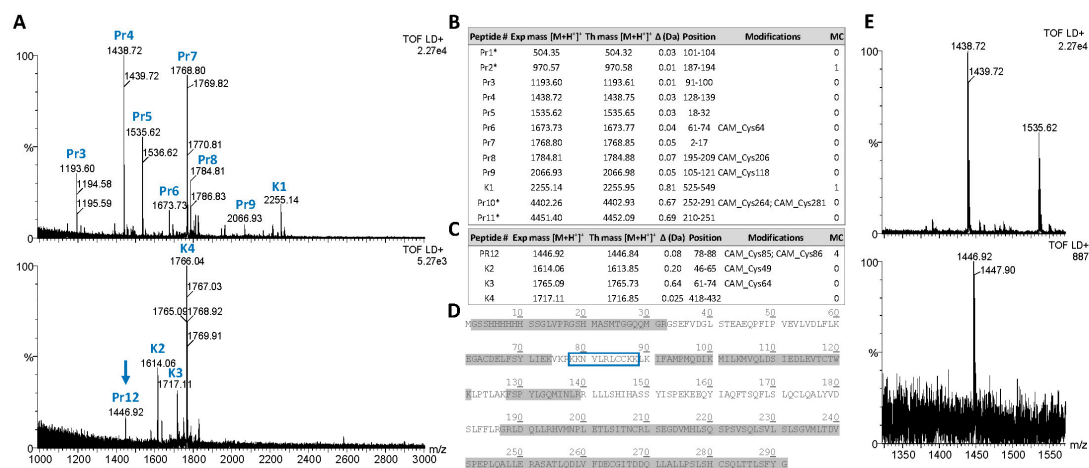 A
TOF LD+
2.27e4
Pr4
1438.72
1439.72
Pr7
1768.80
1769.82
Pr5
1535.62
1536.62
1770.81
Pr8
1784.81
1786.83
Pr3
1193.60
1194.58
1195.59
Pr6
1673.73
Pr9
2066.93
K1
2255.14
%
K4
1766.04
TOF LD+
5.27e3
1767.03
1765.09
1768.92
1769.91
K2
1614.06
K3
1717.11
Pr12
1446.92
%
1000 1200 1400 1600 1800 2000 2200 2400 2600 2800 3000 m/z
B
Peptide # Exp mass [M+H⁺]⁺ Th mass [M+H⁺]⁺ Δ (Da) Position Modifications MC
Pr1* 504.35 504.32 0.03 101-104 0
Pr2* 970.57 970.58 0.01 187-194 1
Pr3 1193.60 1193.61 0.01 91-100 0
Pr4 1438.72 1438.75 0.03 128-139 0
Pr5 1535.62 1535.65 0.03 18-32 0
Pr6 1673.73 1673.77 0.04 61-74 CAM_Cys64 0
Pr7 1768.80 1768.85 0.05 2-17 0
Pr8 1784.81 1784.88 0.07 195-209 CAM_Cys206 0
Pr9 2066.93 2066.98 0.05 105-121 CAM_Cys118 0
K1 2255.14 2255.95 0.81 525-549 1
Pr10* 4402.26 4402.93 0.67 252-291 CAM_Cys264; CAM_Cys281 0
Pr11* 4451.40 4452.09 0.69 210-251 0
C
Peptide # Exp mass [M+H⁺]⁺ Th mass [M+H⁺]⁺ Δ (Da) Position Modifications MC
PR12 1446.92 1446.84 0.08 78-88 CAM_Cys85; CAM_Cys86 4
K2 1614.06 1613.85 0.20 46-65 CAM_Cys49 0
K3 1765.09 1765.73 0.64 61-74 CAM_Cys64 0
K4 1717.11 1716.85 0.025 418-432 0
D
10 20 30 40 50 60
MGSSHHHHHH SSGLVPRGSH MASMTGGQQM GRGSEFVDGL STEAEQPFIP VEVLVDLFLK
70 80 90 100 110 120
EGACDELFSY LIEKVKRKKN VLRLCCKKLK IFAMPMQDIK MILKMVQLDS IEDLEVTCTW
130 140 150 160 170 180
KLPTLAKFSP YLGQMINLRR LLLSHIHASS YISPEKEEQY IAQFTSQFLS LQCLQALYVD
190 200 210 220 230 240
SLFFLRGRLD QLLRHVMNPL ETLSITNCRL SEGDVMHLSQ SPSVSQLSVL SLSGVMLTDV
250 260 270 280 290
SPEPLQALLE RASATLQDLV FDECGITDDQ LLALLPSLSH CSQLTTLSFY G
E
TOF LD+
2.27e4
1438.72
1439.72
1535.62
%
TOF LD+
887
1446.92
1447.90
%
1350 1400 1450 1500 1550 m/z